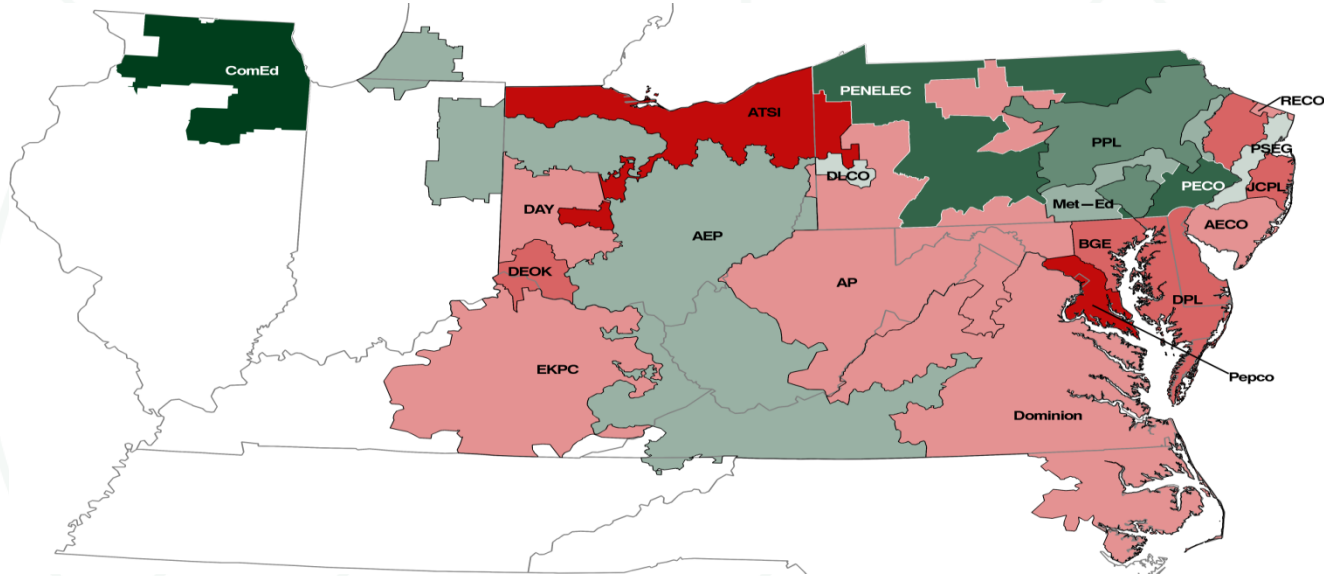 ComEd
PENELEC
RECO
ATSI
PPL
PSEG
DLCO
PECO
JCPL
Met—Ed
DAY
AECO
AEP
BGE
DEOK
AP
DPL
EKPC
Pepco
Dominion